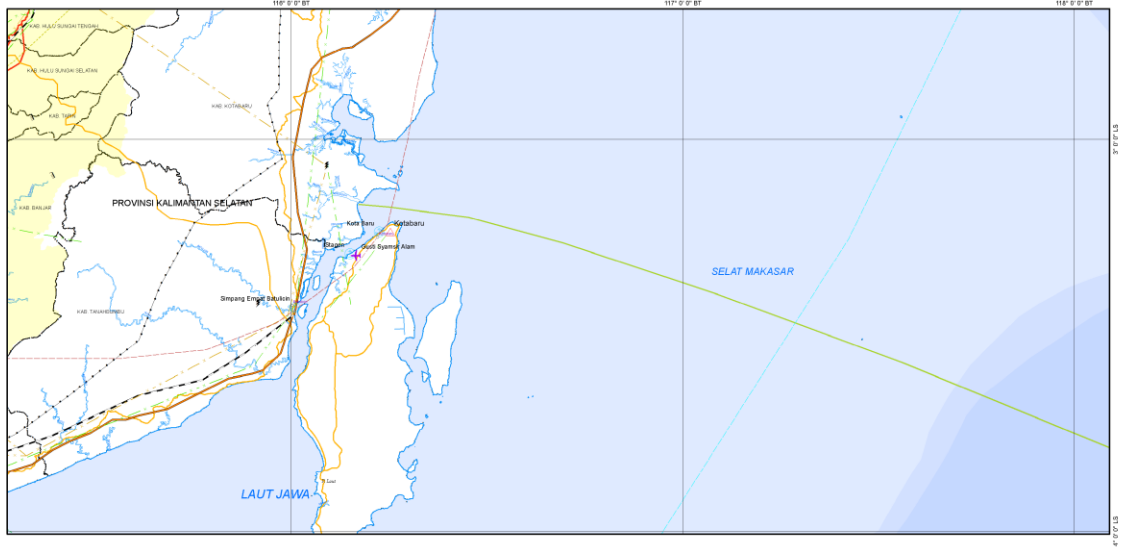 116° 0' 0" BT
117° 0' 0" BT
118° 0' 0" BT
KAB. HULU SUNGAI TENGAH
KAB. HULU SUNGAI SELATAN
KAB. KOTABARU
KAB. TAPIN
3° 0' 0" LS
PROVINSI KALIMANTAN SELATAN
KAB. BANJAR
Kota Baru
Kotabaru
Stagen
Gusti Syamsir Alam
SELAT MAKASAR
Simpang Empat Batulicin
KAB. TANAHBUMBU
LAUT JAWA
4° 0' 0" LS